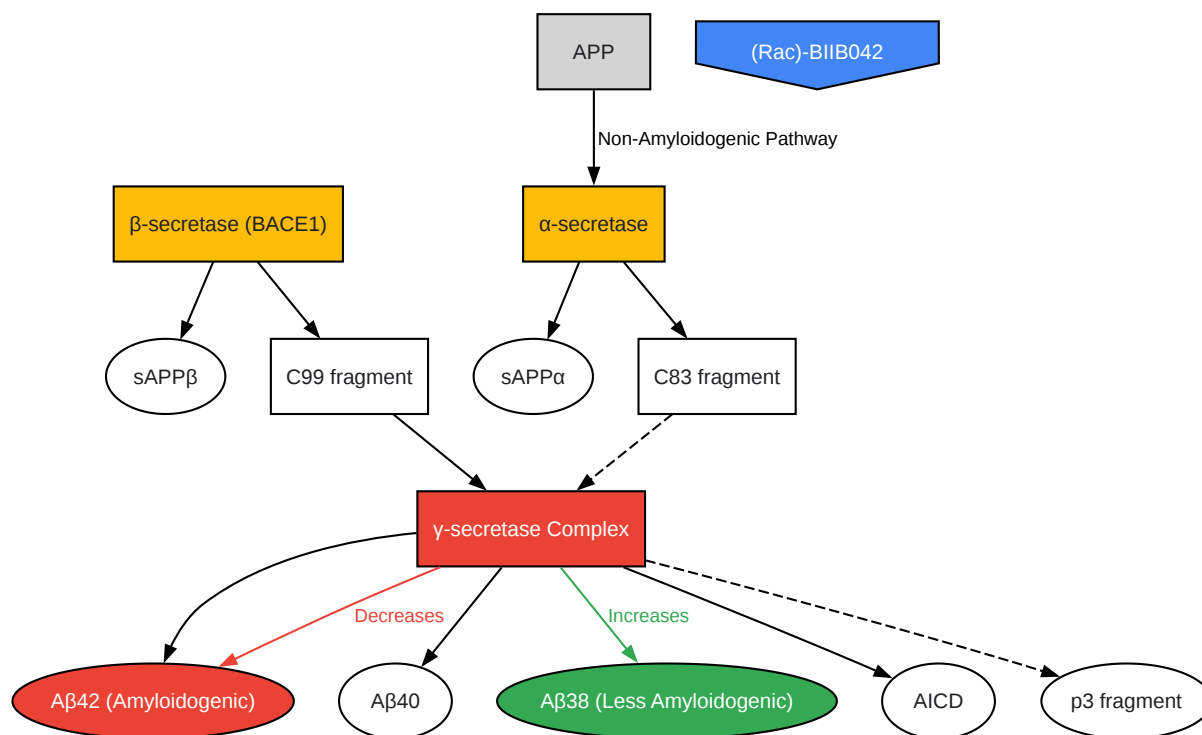 APP
(Rac)-BIIB042
Non-Amyloidogenic Pathway
β-secretase (BACE1)
α-secretase
sAPPβ
C99 fragment
sAPPα
C83 fragment
γ-secretase Complex
Decreases
Increases
Aβ42 (Amyloidogenic)
Aβ40
Aβ38 (Less Amyloidogenic)
AICD
p3 fragment